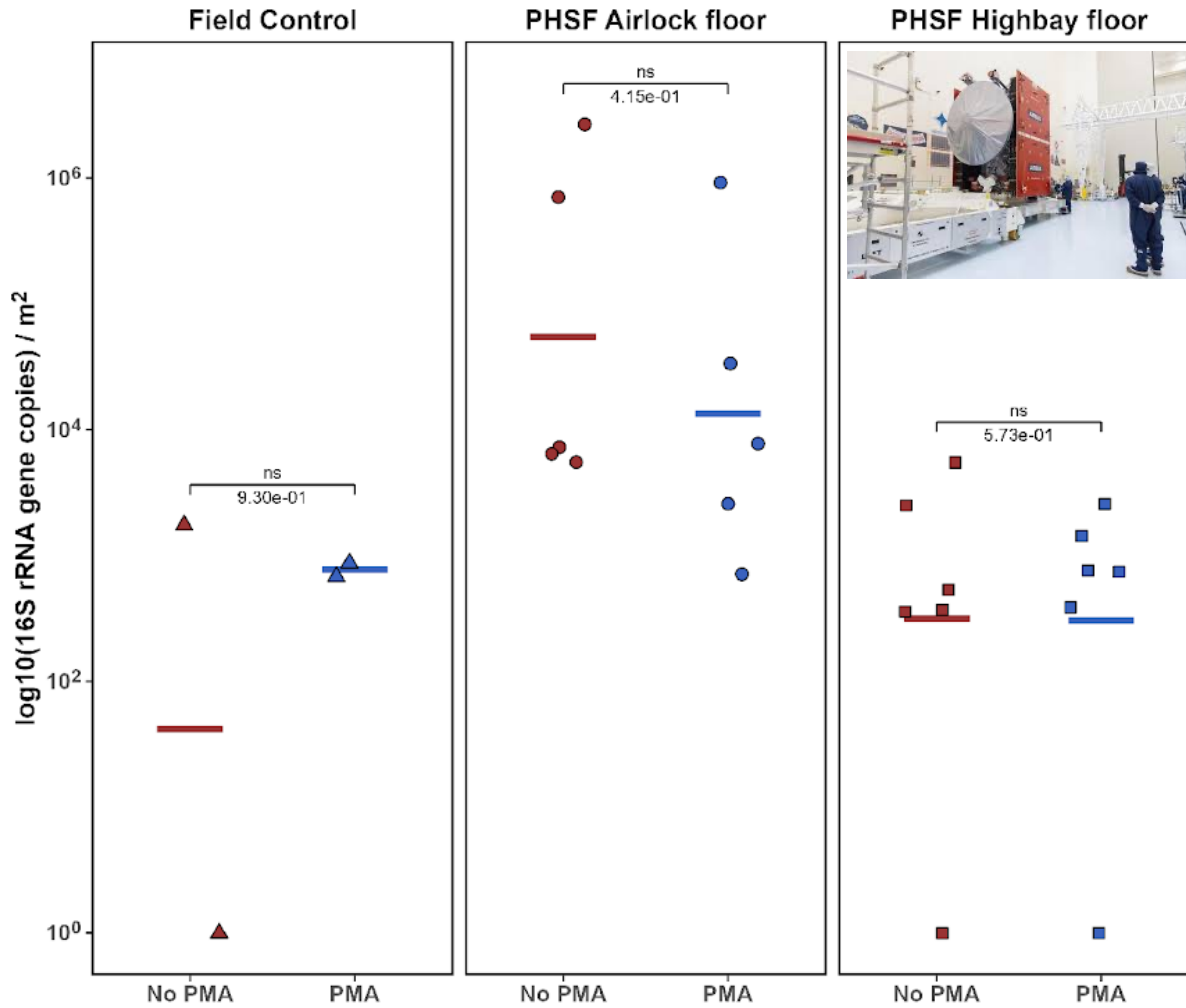 Field Control
PHSF Airlock floor
PHSF Highbay floor
log10(16S rRNA gene copies) / m²
10⁶
10⁴
10²
10⁰
ns
9.30e-01
ns
4.15e-01
ns
5.73e-01
No PMA
PMA
No PMA
PMA
No PMA
PMA